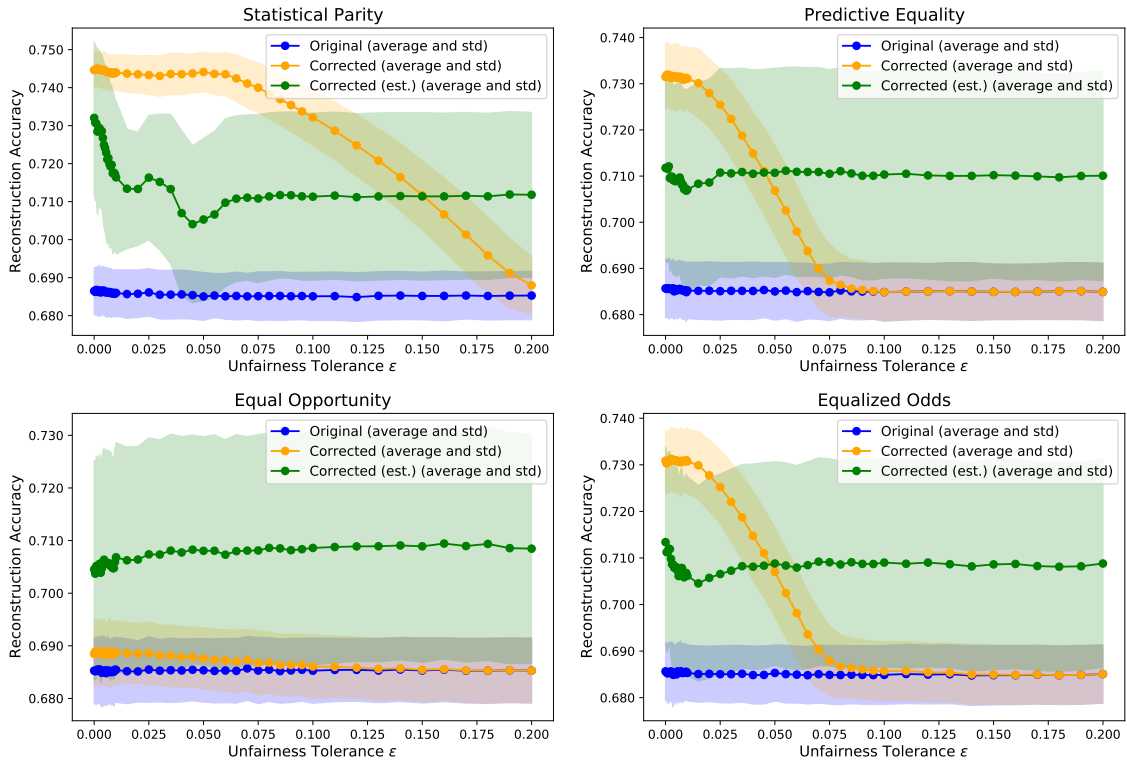 Statistical Parity
Reconstruction Accuracy
0.750
0.740
0.730
0.720
0.710
0.700
0.690
0.680
Original (average and std)
Corrected (average and std)
Corrected (est.) (average and std)
0.000 0.025 0.050 0.075 0.100 0.125 0.150 0.175 0.200
Unfairness Tolerance ε
Predictive Equality
Reconstruction Accuracy
0.740
0.730
0.720
0.710
0.700
0.690
0.680
Original (average and std)
Corrected (average and std)
Corrected (est.) (average and std)
0.000 0.025 0.050 0.075 0.100 0.125 0.150 0.175 0.200
Unfairness Tolerance ε
Equal Opportunity
Reconstruction Accuracy
0.730
0.720
0.710
0.700
0.690
0.680
Original (average and std)
Corrected (average and std)
Corrected (est.) (average and std)
0.000 0.025 0.050 0.075 0.100 0.125 0.150 0.175 0.200
Unfairness Tolerance ε
Equalized Odds
Reconstruction Accuracy
0.740
0.730
0.720
0.710
0.700
0.690
0.680
Original (average and std)
Corrected (average and std)
Corrected (est.) (average and std)
0.000 0.025 0.050 0.075 0.100 0.125 0.150 0.175 0.200
Unfairness Tolerance ε